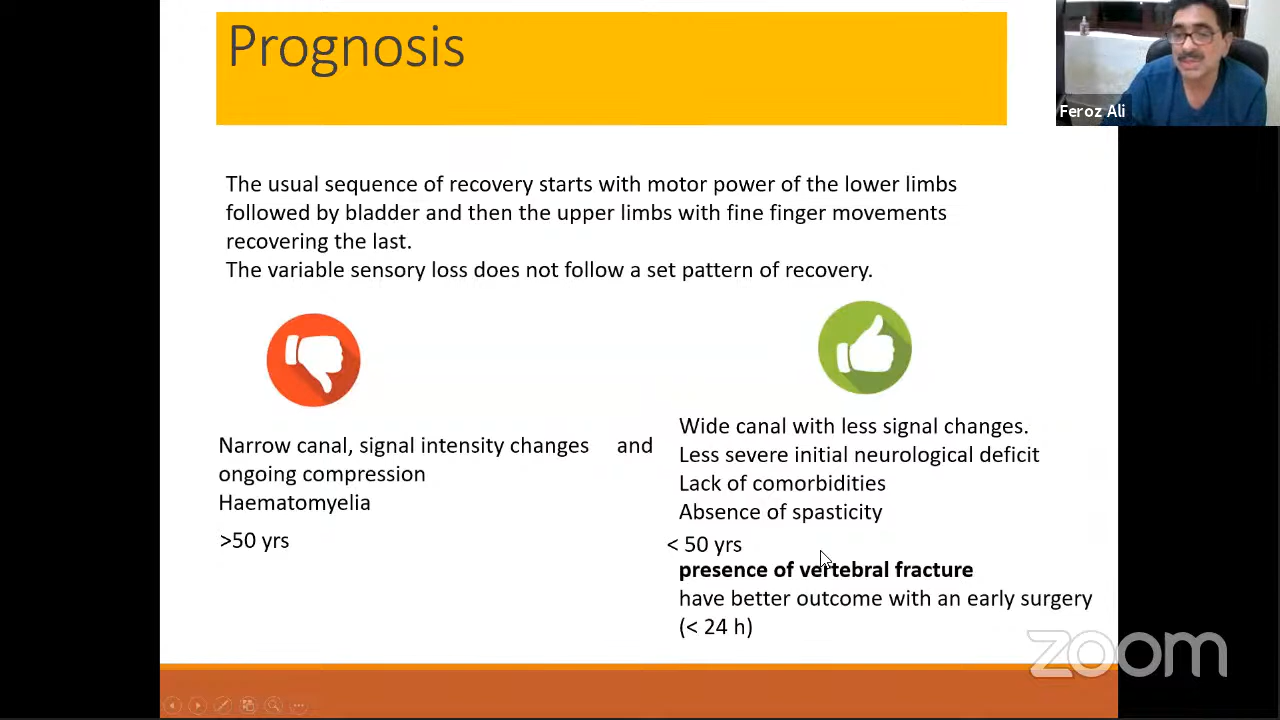 Prognosis
Feroz Ali
The usual sequence of recovery starts with motor power of the lower limbs
followed by bladder and then the upper limbs with fine finger movements
recovering the last.
The variable sensory loss does not follow a set pattern of recovery.
Narrow canal, signal intensity changes and
ongoing compression
Haematomyelia
>50 yrs
Wide canal with less signal changes.
Less severe initial neurological deficit
Lack of comorbidities
Absence of spasticity
< 50 yrs
presence of vertebral fracture
have better outcome with an early surgery
(< 24 h)
zoom